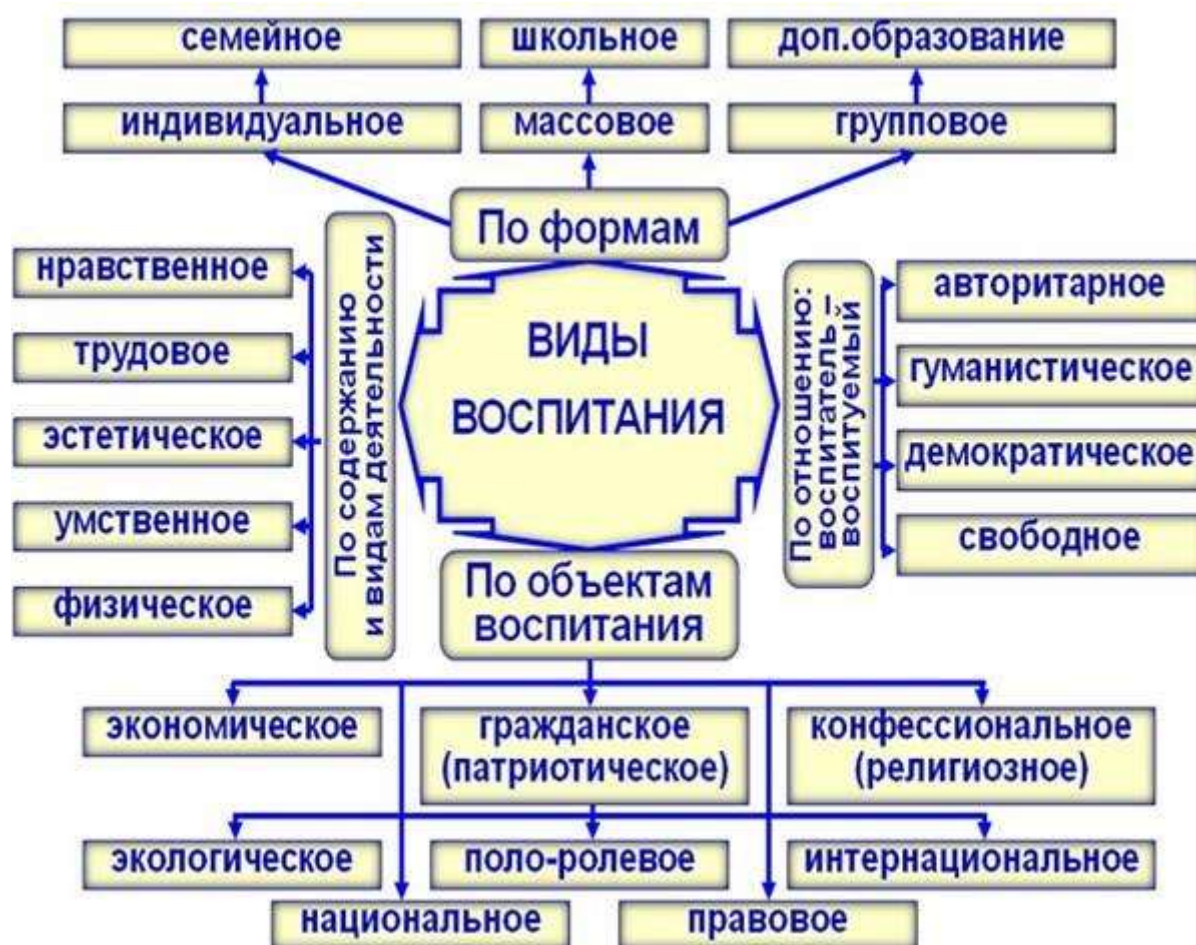 семейное
школьное
доп.образование
индивидуальное
массовое
групповое
По формам
По содержанию
и видам деятельности
нравственное
трудовое
эстетическое
умственное
физическое
ВИДЫ
ВОСПИТАНИЯ
По отношению:
воспитатель –
воспитуемый
авторитарное
гуманистическое
демократическое
свободное
По объектам
воспитания
экономическое
гражданское
(патриотическое)
конфессиональное
(религиозное)
экологическое
поло-ролевое
интернациональное
национальное
правовое